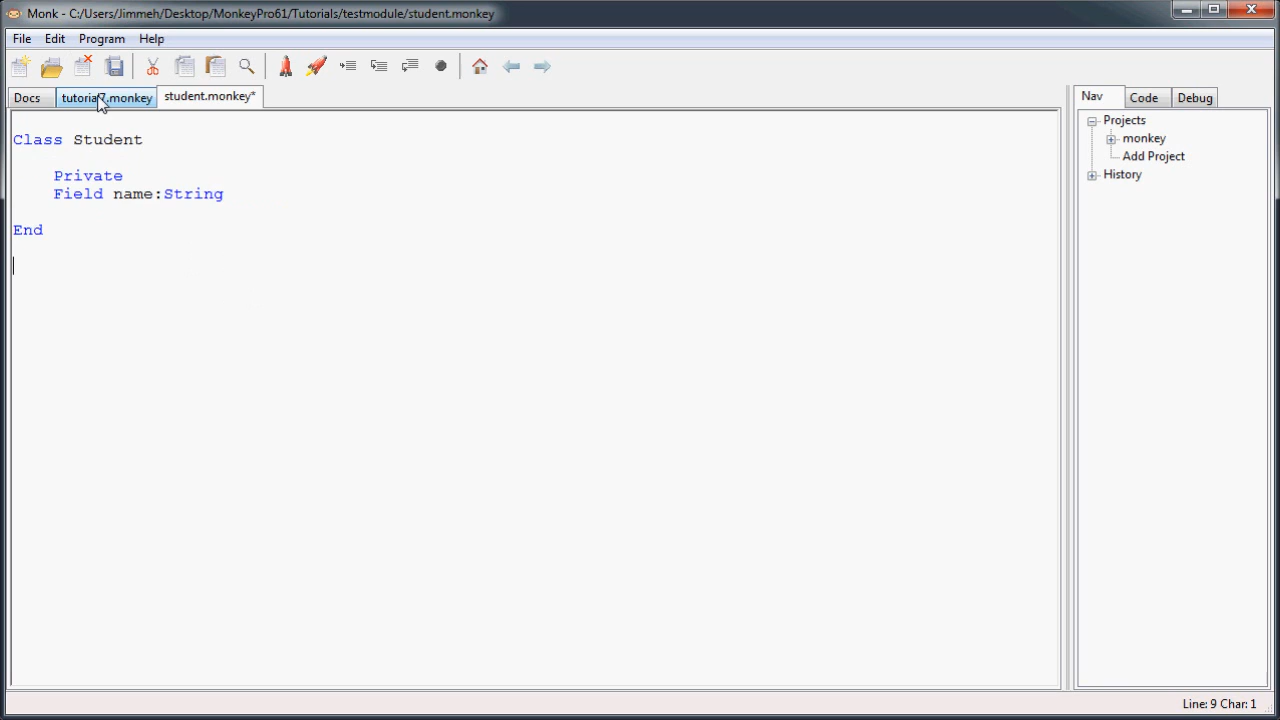 Monk - C:/Users/Jimmeh/Desktop/MonkeyPro61/Tutorials/testmodule/student.monkey
File Edit Program Help
Docs tutorial7.monkey student.monkey*
Nav Code Debug
Class Student
Private
Field name:String
End
Projects
monkey
Add Project
History
Line: 9 Char: 1